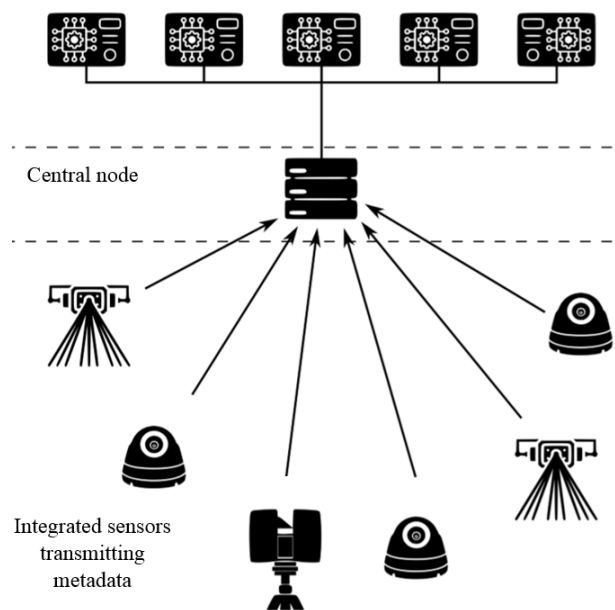 Central node
Integrated sensors
transmitting
metadata